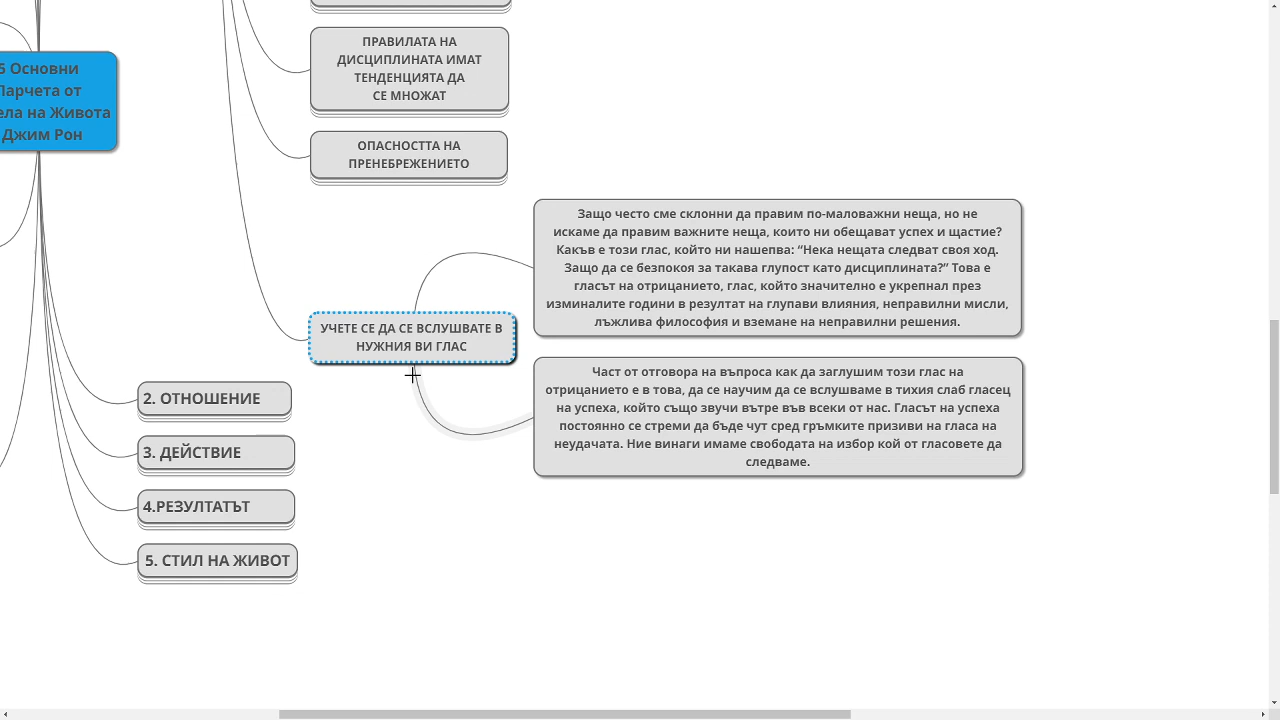 ПРАВИЛАТА НА
ДИСЦИПЛИНАТА ИМАТ
ТЕНДЕНЦИЯТА ДА
СЕ МНОЖАТ
ОПАСНОСТТА НА
ПРЕНЕБРЕЖЕНИЕТО
5 Основни
Парчета от
на Живота
Джим Рон
Защо често сме склонни да правим по-маловажни неща, но не
искаме да правим важните неща, които ни обещават успех и щастие?
Какъв е този глас, който ни нашепва: “Нека нещата следват своя ход.
Защо да се безпокоя за такава глупост като дисциплината?” Това е
гласът на отрицанието, глас, който значително е укрепнал през
изминалите години в резултат на глупави влияния, неправилни мисли,
лъжлива философия и вземане на неправилни решения.
УЧЕТЕ СЕ ДА СЕ ВСЛУШВАТЕ В
НУЖНИЯ ВИ ГЛАС
Част от отговора на въпроса как да заглушим този глас на
отрицанието е в това, да се научим да се вслушваме в тихия слаб гласец
на успеха, който също звучи вътре във всеки от нас. Гласът на успеха
постоянно се стреми да бъде чут сред гръмките призиви на гласа на
неудачата. Ние винаги имаме свободата на избор кой от гласовете да
следваме.
2. ОТНОШЕНИЕ
3. ДЕЙСТВИЕ
4.РЕЗУЛТАТЪТ
5. СТИЛ НА ЖИВОТ